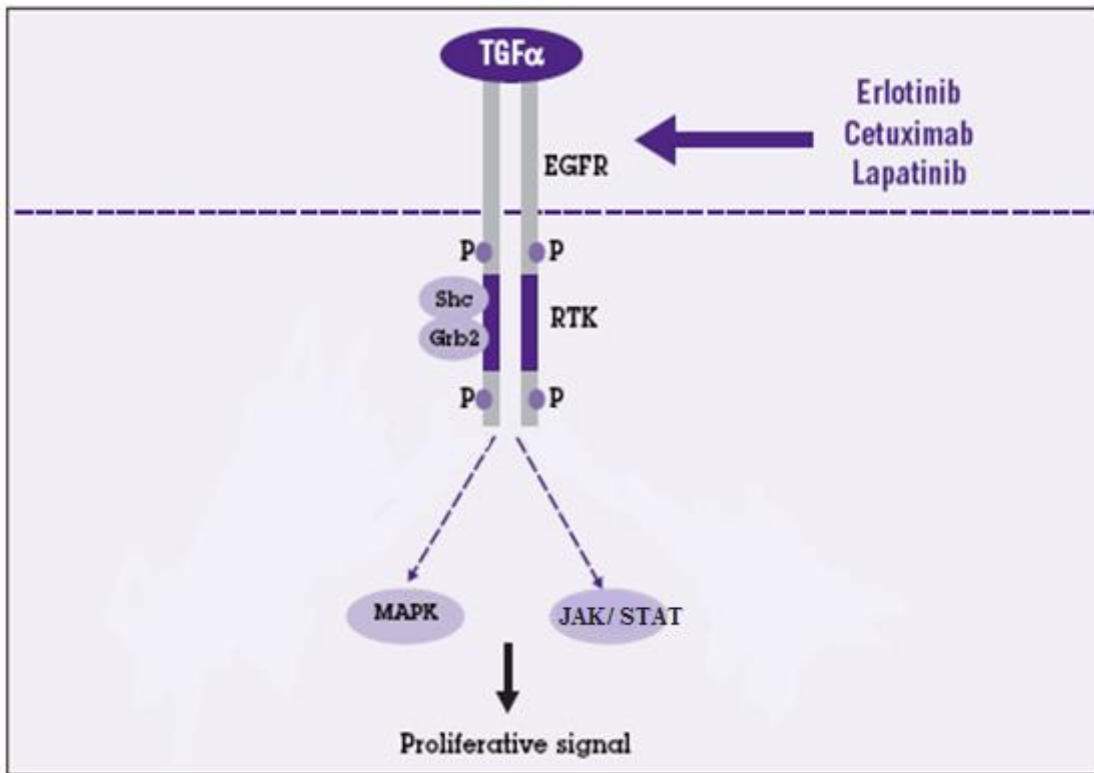 TGFα
Erlotinib
Cetuximab
Lapatinib
EGFR
P P
Shc
Grb2
RTK
P P
MAPK
JAK/ STAT
Proliferative signal